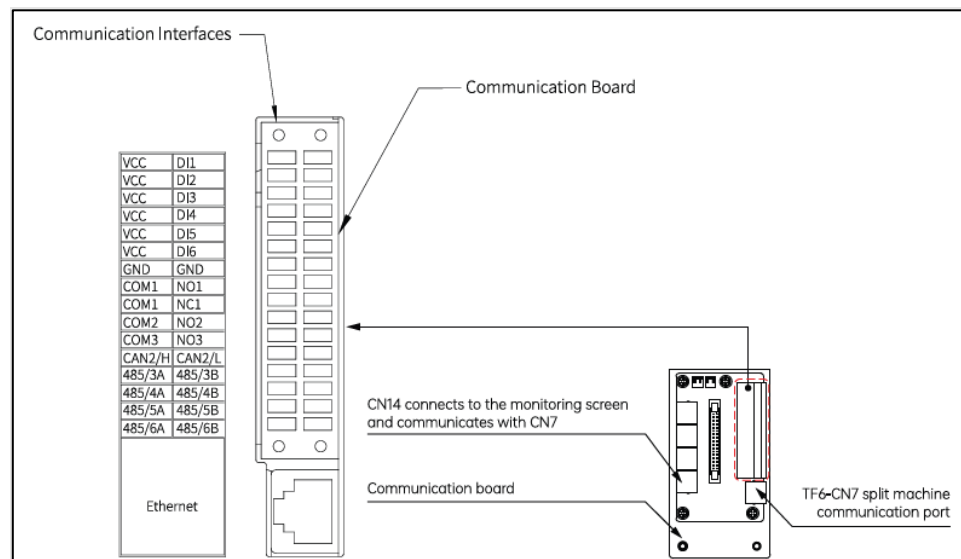 Communication Interfaces
Communication Board
VCC DI1
VCC DI2
VCC DI3
VCC DI4
VCC DI5
VCC DI6
GND GND
COM1 NO1
COM1 NC1
COM2 NO2
COM3 NO3
CAN2/H CAN2/L
485/3A 485/3B
485/4A 485/4B
485/5A 485/5B
485/6A 485/6B
Ethernet
CN14 connects to the monitoring screen
and communicates with CN7
Communication board
TF6-CN7 split machine
communication port